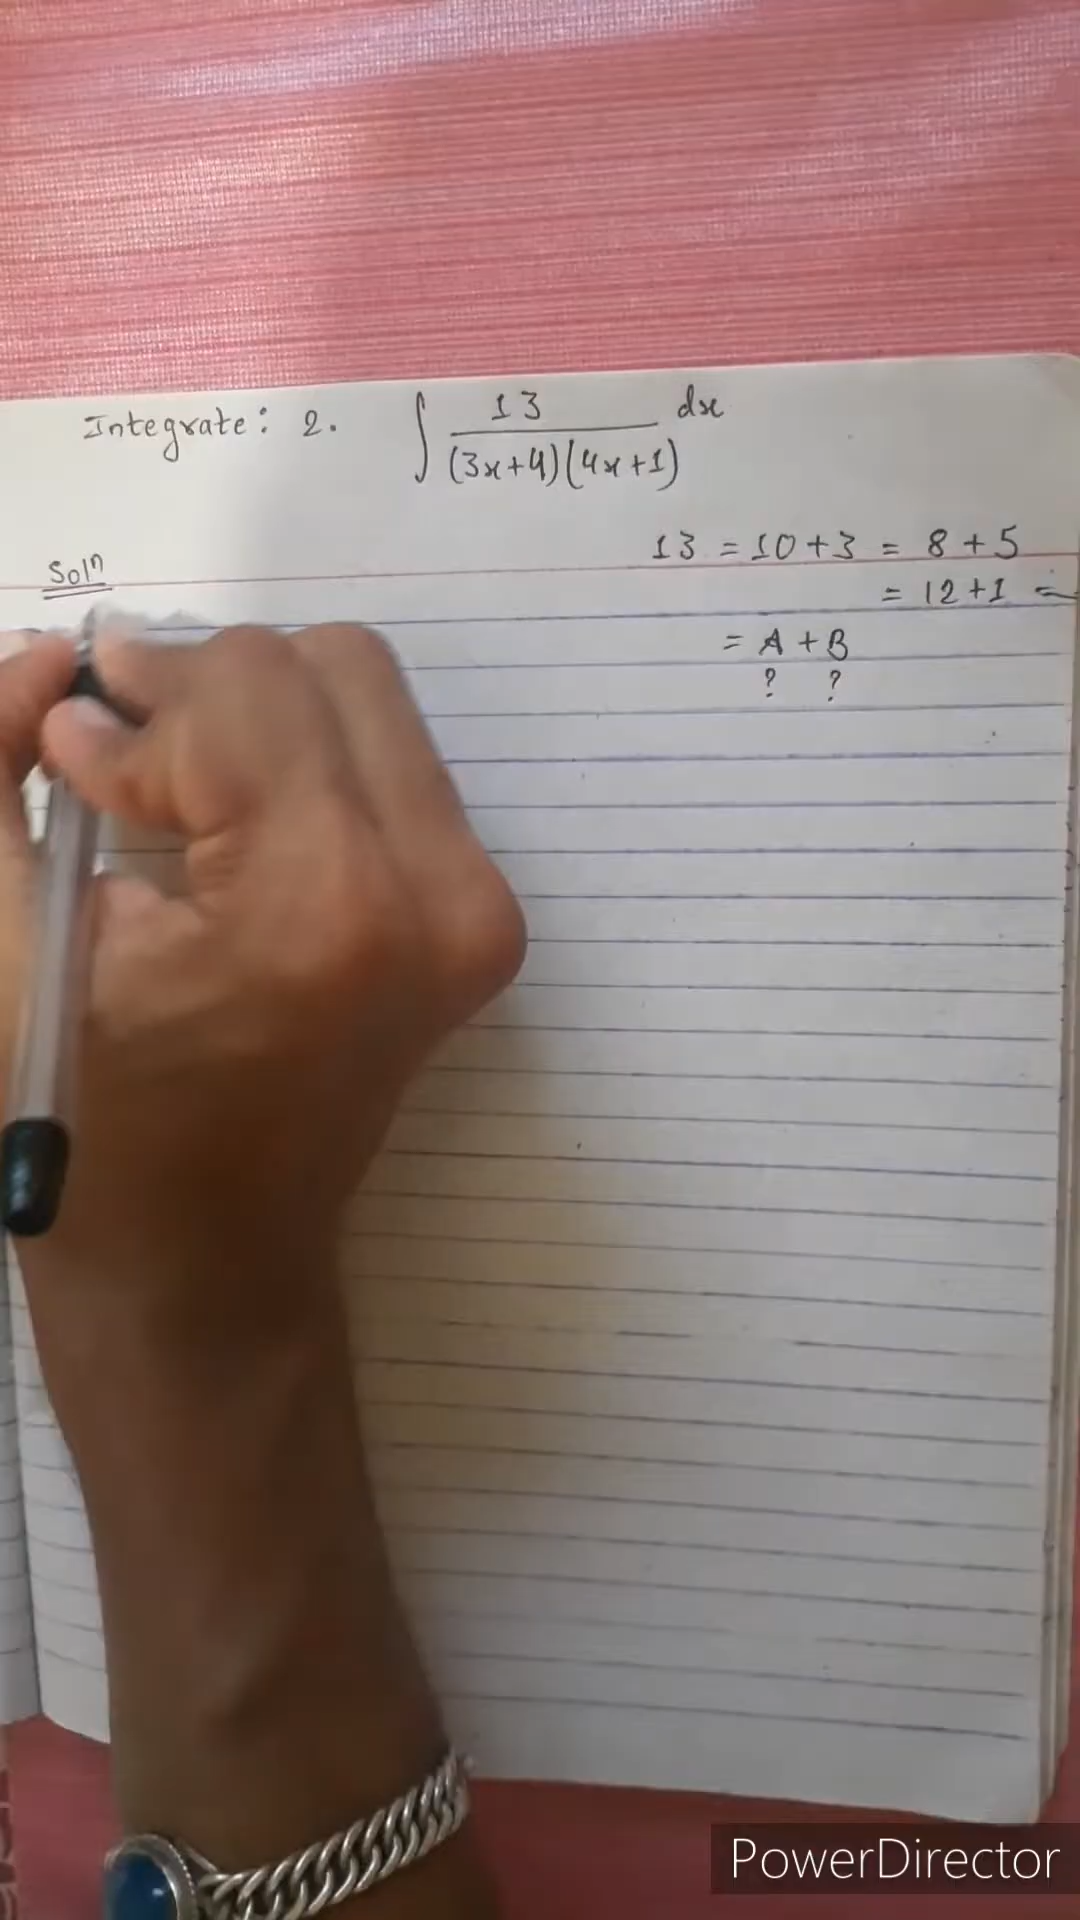 Integrate: 2. ∫ 13 / (3x+4)(4x+1) dx
Solⁿ
13 = 10+3 = 8+5
= 12+1 =
= A + B
? ?
PowerDirector